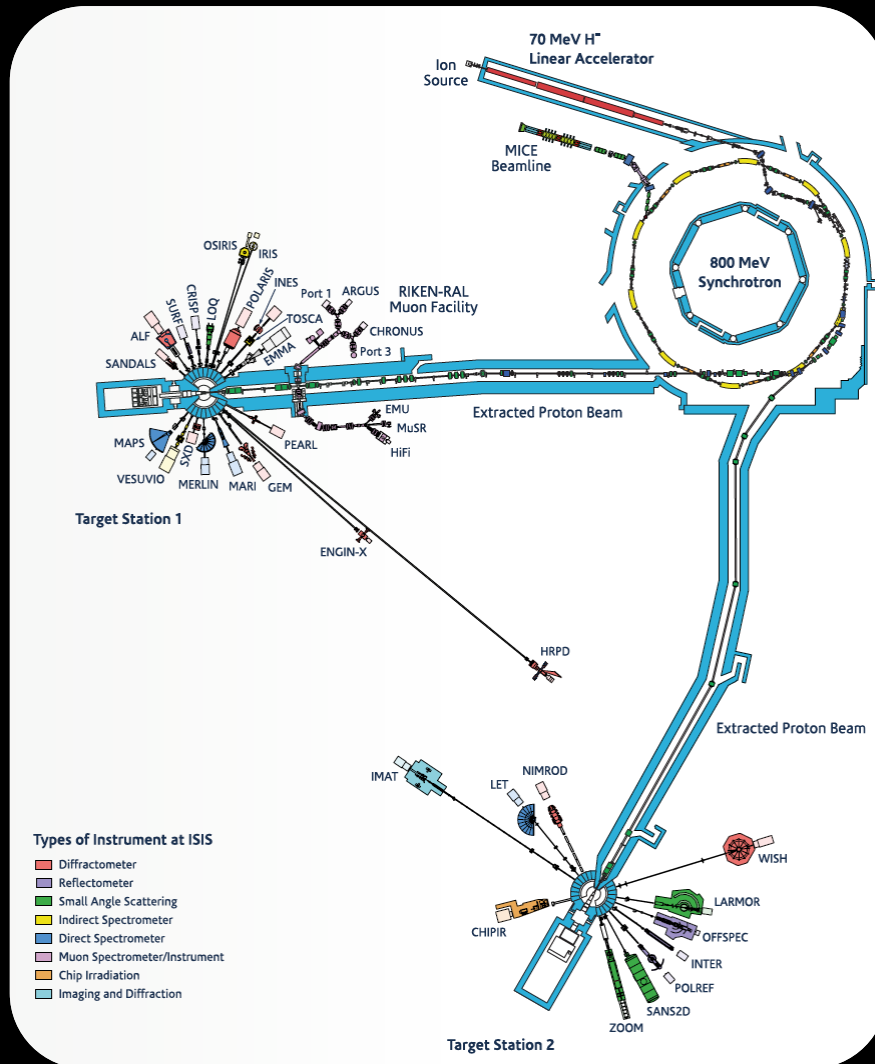 70 MeV H⁻
Linear Accelerator
Ion
Source
MICE
Beamline
800 MeV
Synchrotron
OSIRIS
IRIS
POLARIS
INES
LOQ
CRISP
SURF
TOSCA
ALF
EMMA
SANDALS
Port 1
ARGUS
RIKEN-RAL
Muon Facility
CHRONUS
Port 3
Extracted Proton Beam
EMU
MuSR
HiFi
PEARL
MAPS
VESUVIO
SXD
MERLIN
MARI
GEM
Target Station 1
ENGIN-X
HRPD
Extracted Proton Beam
IMAT
LET
NIMROD
WISH
LARMOR
OFFSPEC
INTER
POLREF
SANS2D
ZOOM
CHIPIR
Types of Instrument at ISIS
Diffractometer
Reflectometer
Small Angle Scattering
Indirect Spectrometer
Direct Spectrometer
Muon Spectrometer/Instrument
Chip Irradiation
Imaging and Diffraction
Target Station 2